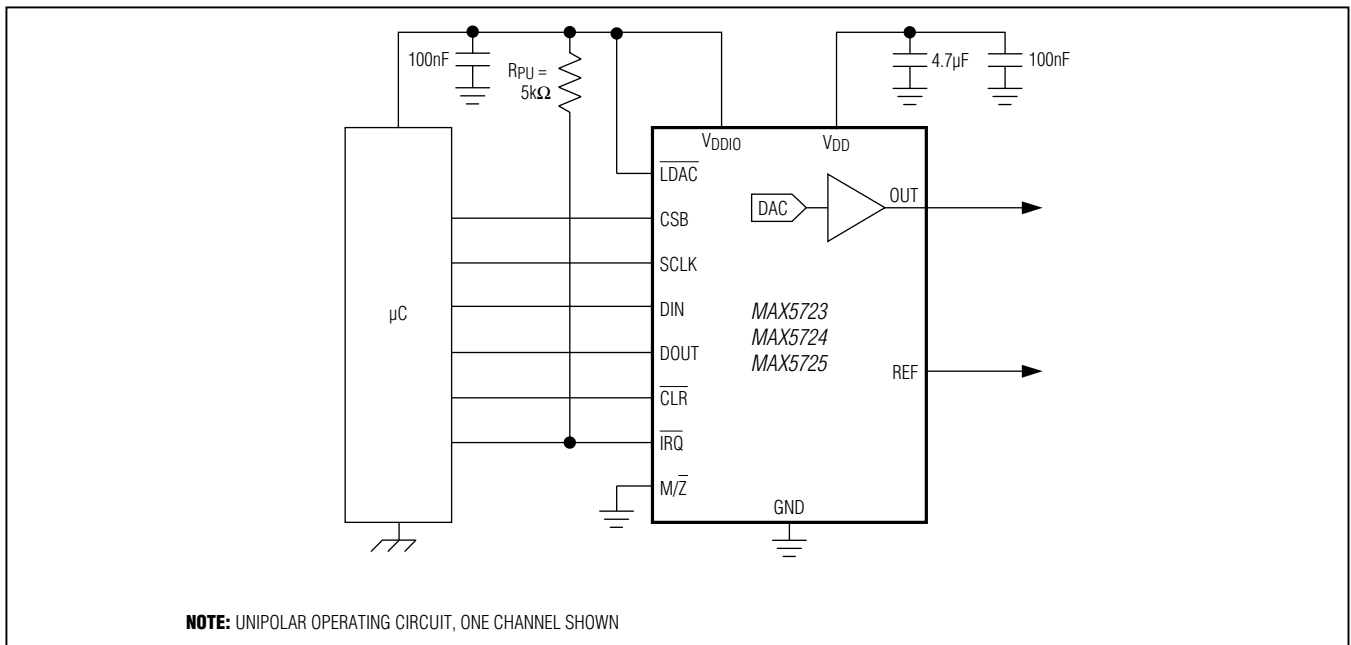 100nF
RPU =
5kΩ
4.7µF
100nF
VDDIO
VDD
LDAC
DAC
OUT
CSB
SCLK
µC
DIN
MAX5723
MAX5724
MAX5725
DOUT
REF
CLR
IRQ
M/Z
GND
NOTE: UNIPOLAR OPERATING CIRCUIT, ONE CHANNEL SHOWN